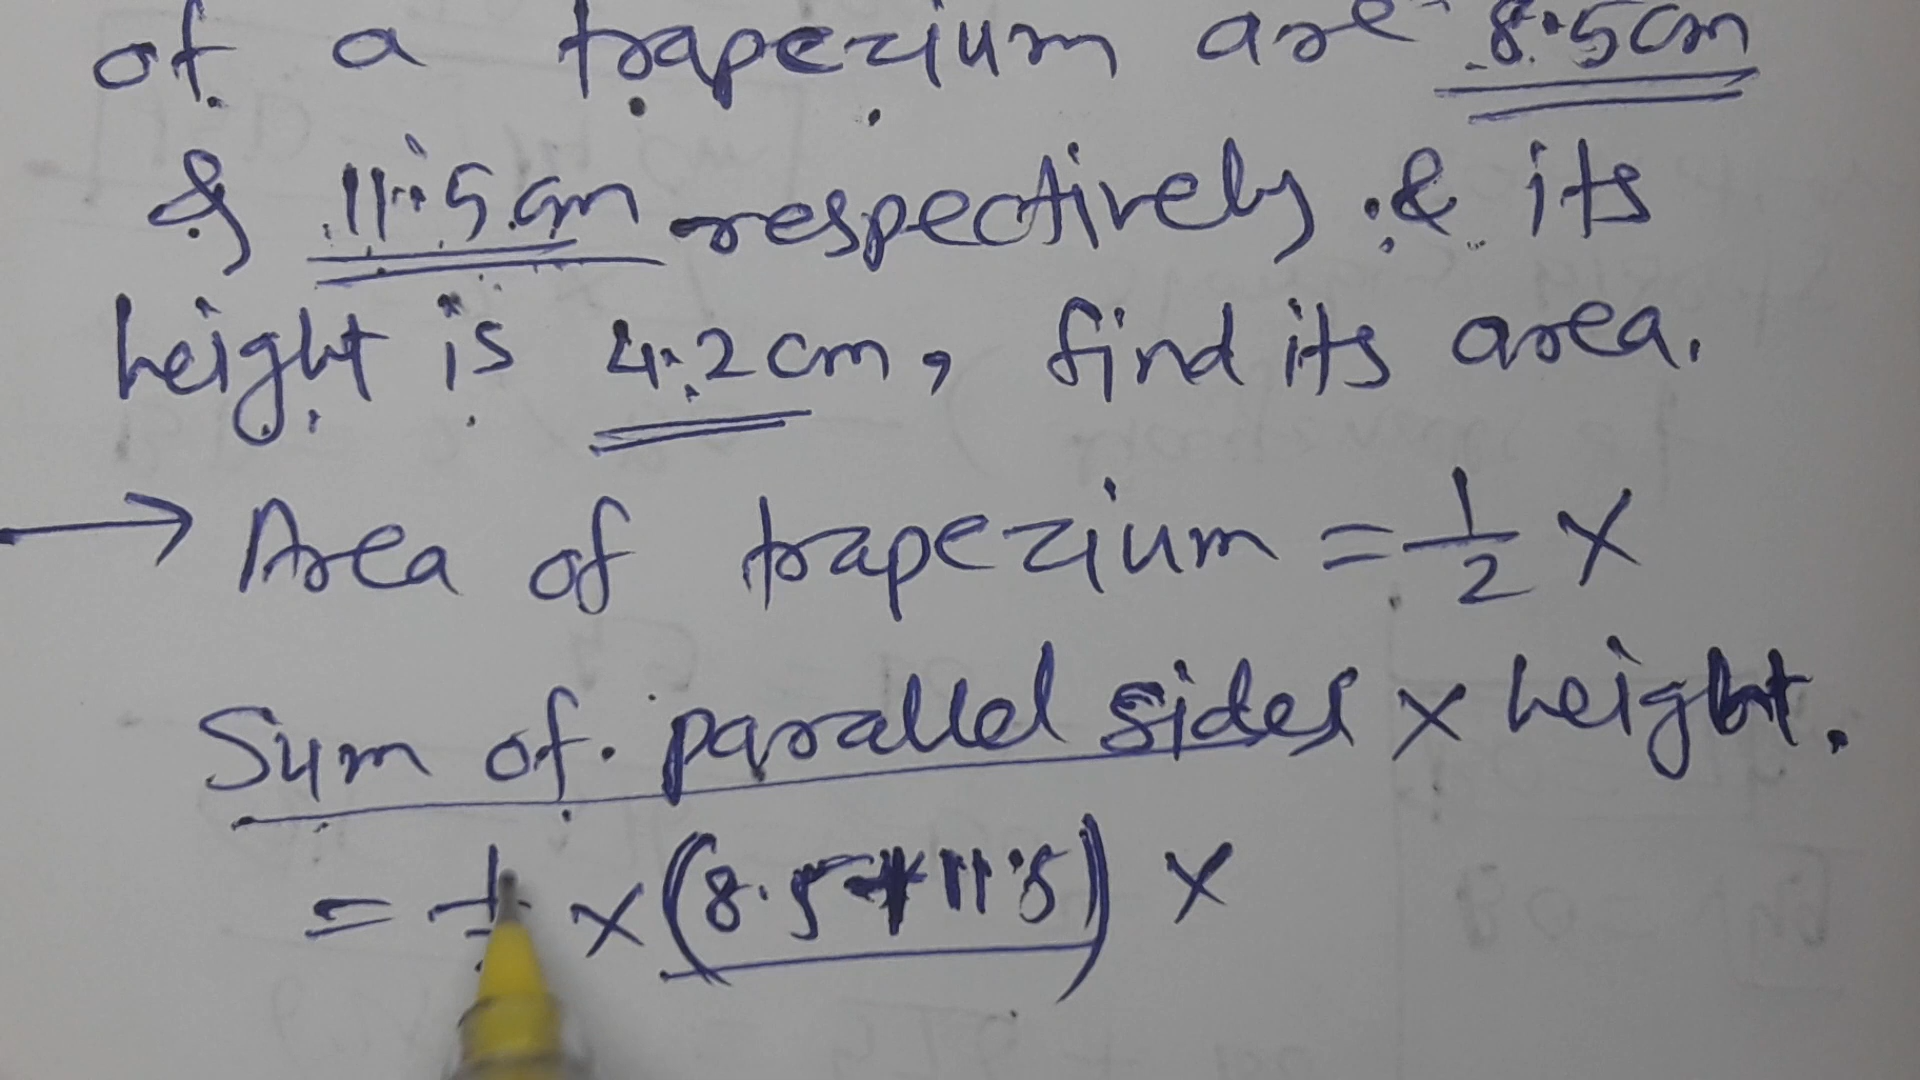 of a trapezium are 8.5cm
& 11.5cm respectively & its
height is 4.2cm, find its area.
→ Area of trapezium = 1/2 ×
Sum of parallel sides × height.
= 1/ × (8.5+11.5) ×